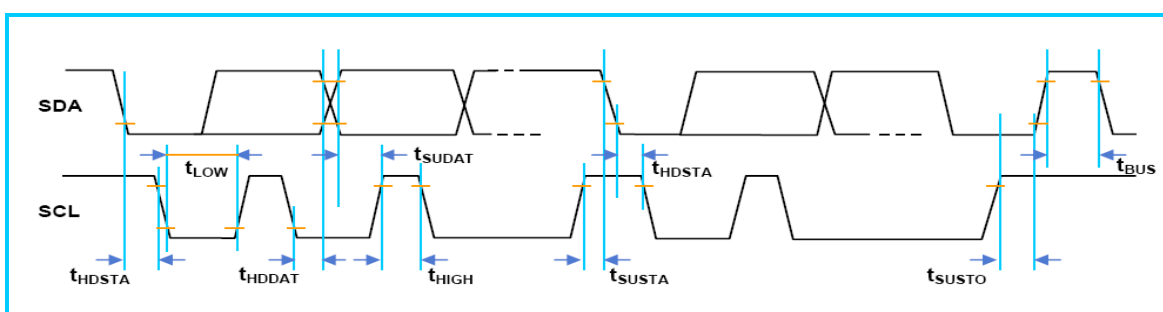 SDA
tSUDAT
tLOW
tHDSTA
tBUS
SCL
tHDSTA
tHDDAT
tHIGH
tSUSTA
tSUSTO